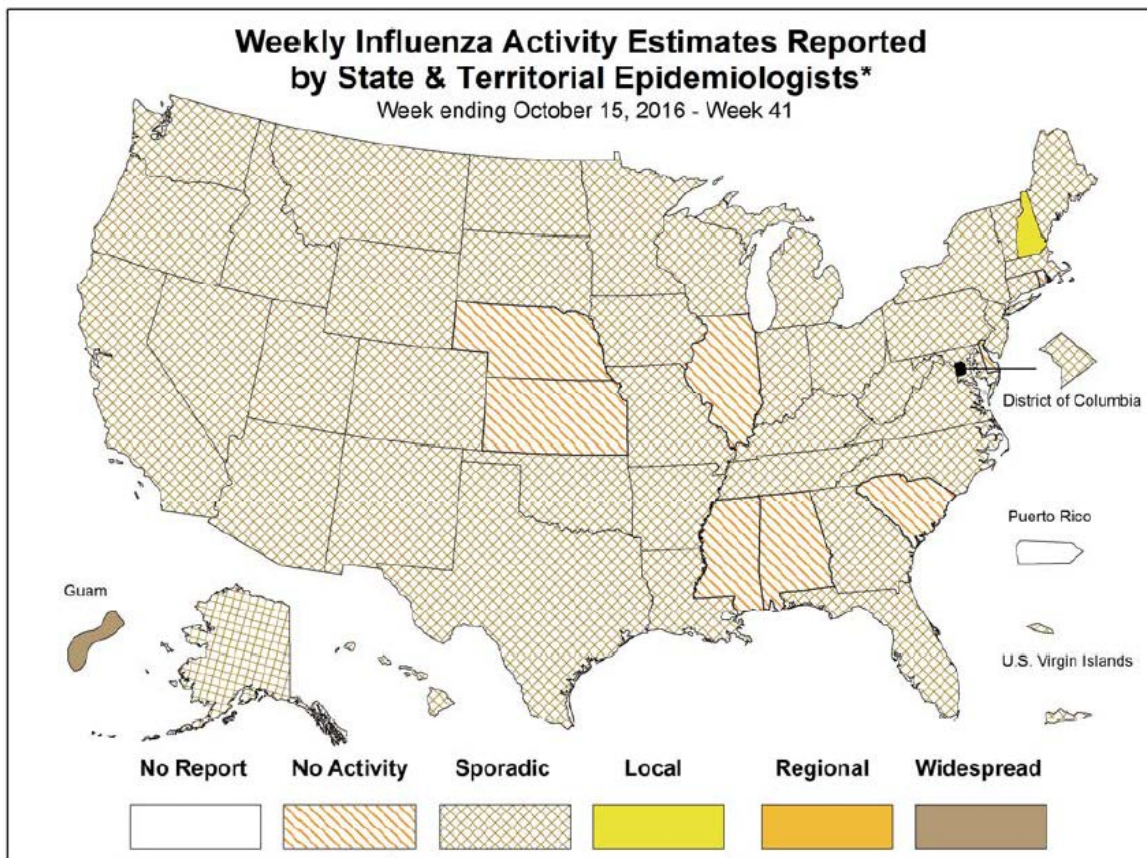 Weekly Influenza Activity Estimates Reported
by State & Territorial Epidemiologists*
Week ending October 15, 2016 - Week 41
District of Columbia
Puerto Rico
Guam
U.S. Virgin Islands
No Report No Activity Sporadic Local Regional Widespread